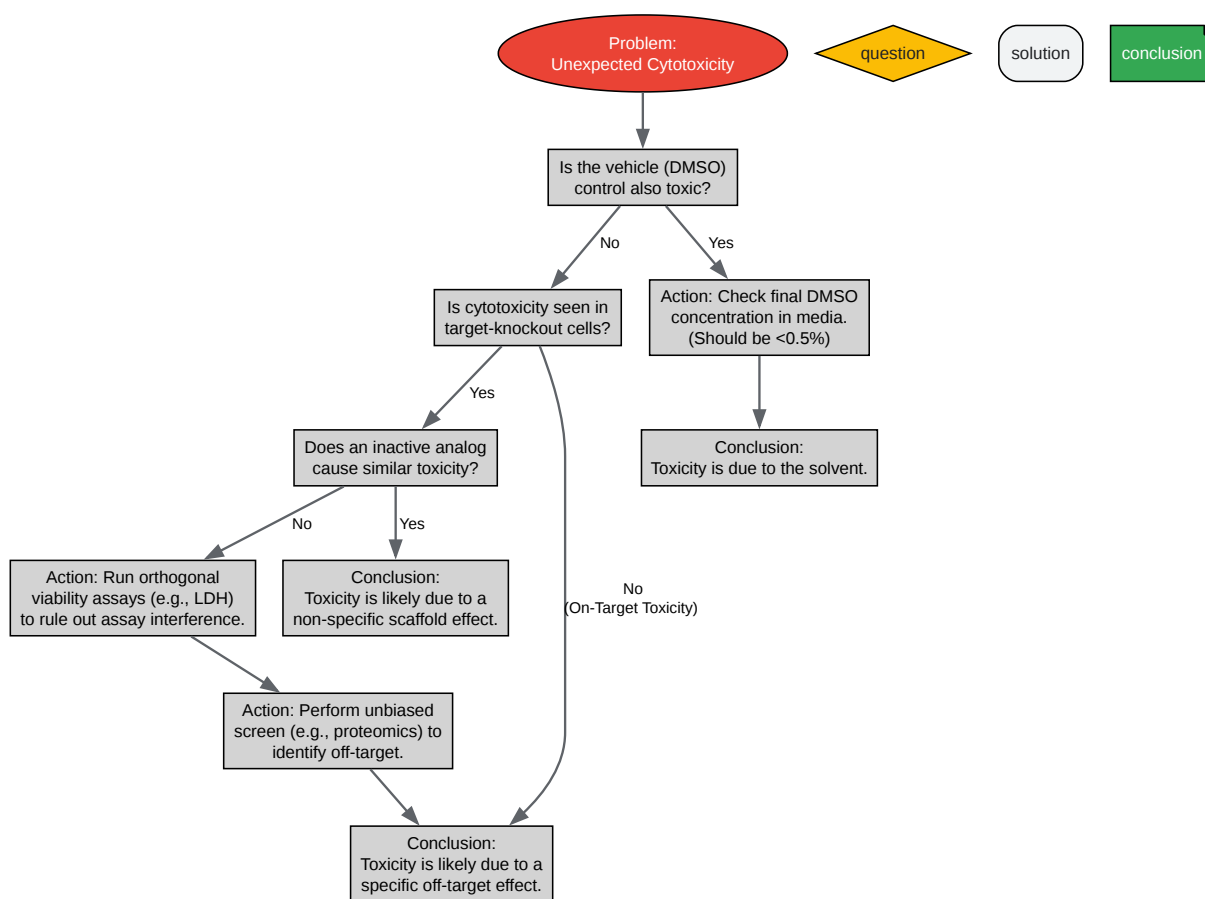 Problem:
Unexpected Cytotoxicity
question
solution
conclusion
Is the vehicle (DMSO)
control also toxic?
No
Yes
Is cytotoxicity seen in
target-knockout cells?
Action: Check final DMSO
concentration in media.
(Should be <0.5%)
Yes
Does an inactive analog
cause similar toxicity?
Conclusion:
Toxicity is due to the solvent.
No
Yes
Action: Run orthogonal
viability assays (e.g., LDH)
to rule out assay interference.
Conclusion:
Toxicity is likely due to a
non-specific scaffold effect.
No
(On-Target Toxicity)
Action: Perform unbiased
screen (e.g., proteomics) to
identify off-target.
Conclusion:
Toxicity is likely due to a
specific off-target effect.